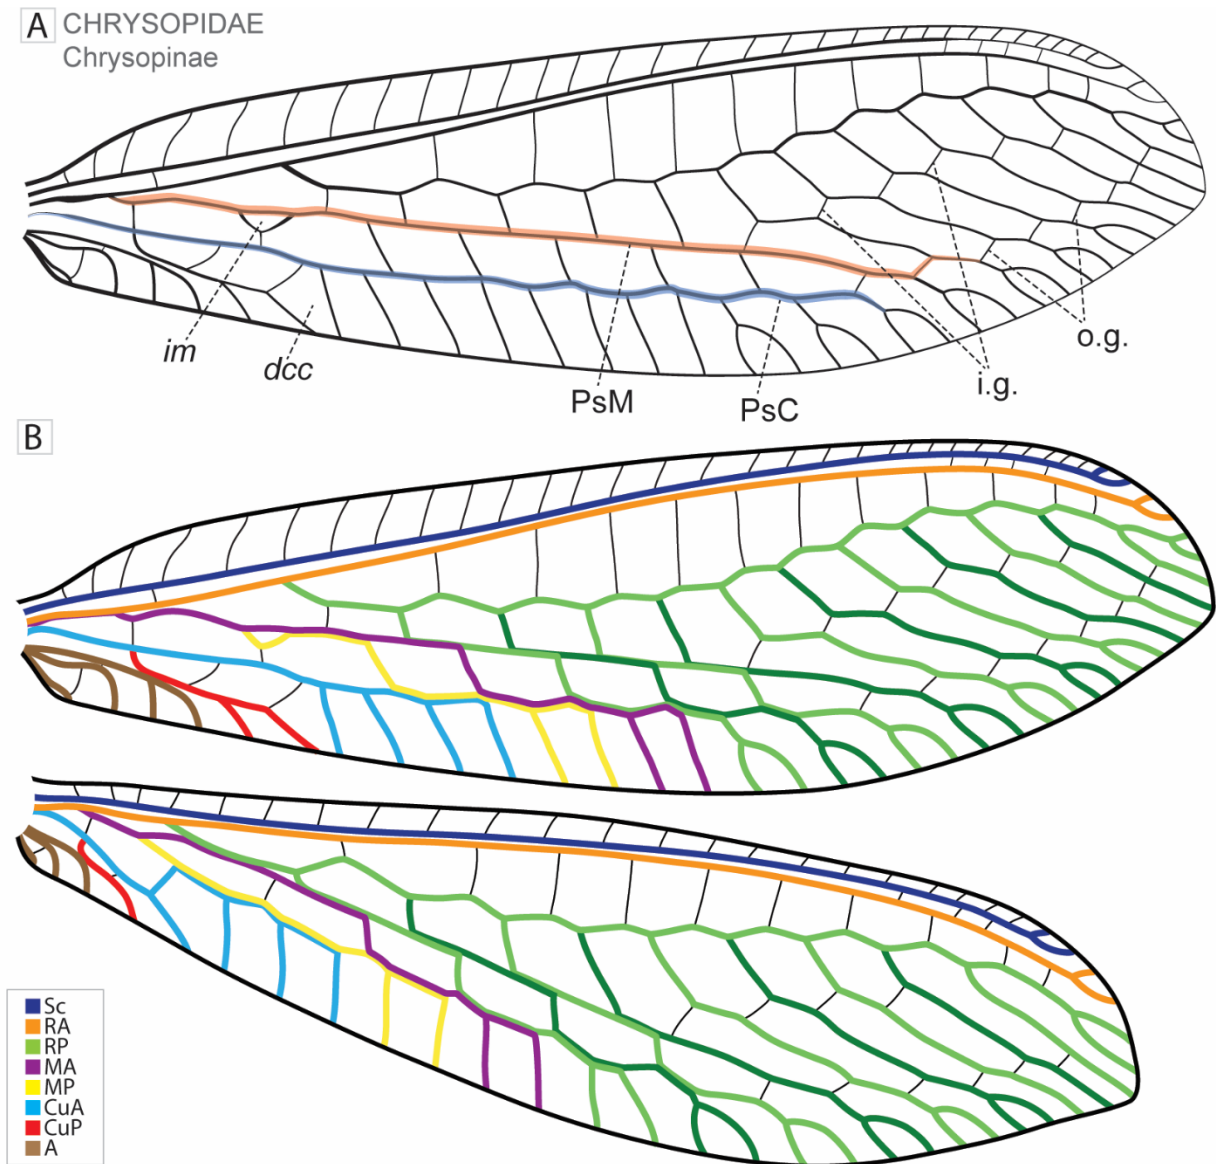 A CHRYSOPIDAE
Chrysopinae
im
dcc
PsM
PsC
i.g.
o.g.
B
Sc
RA
RP
MA
MP
CuA
CuP
A